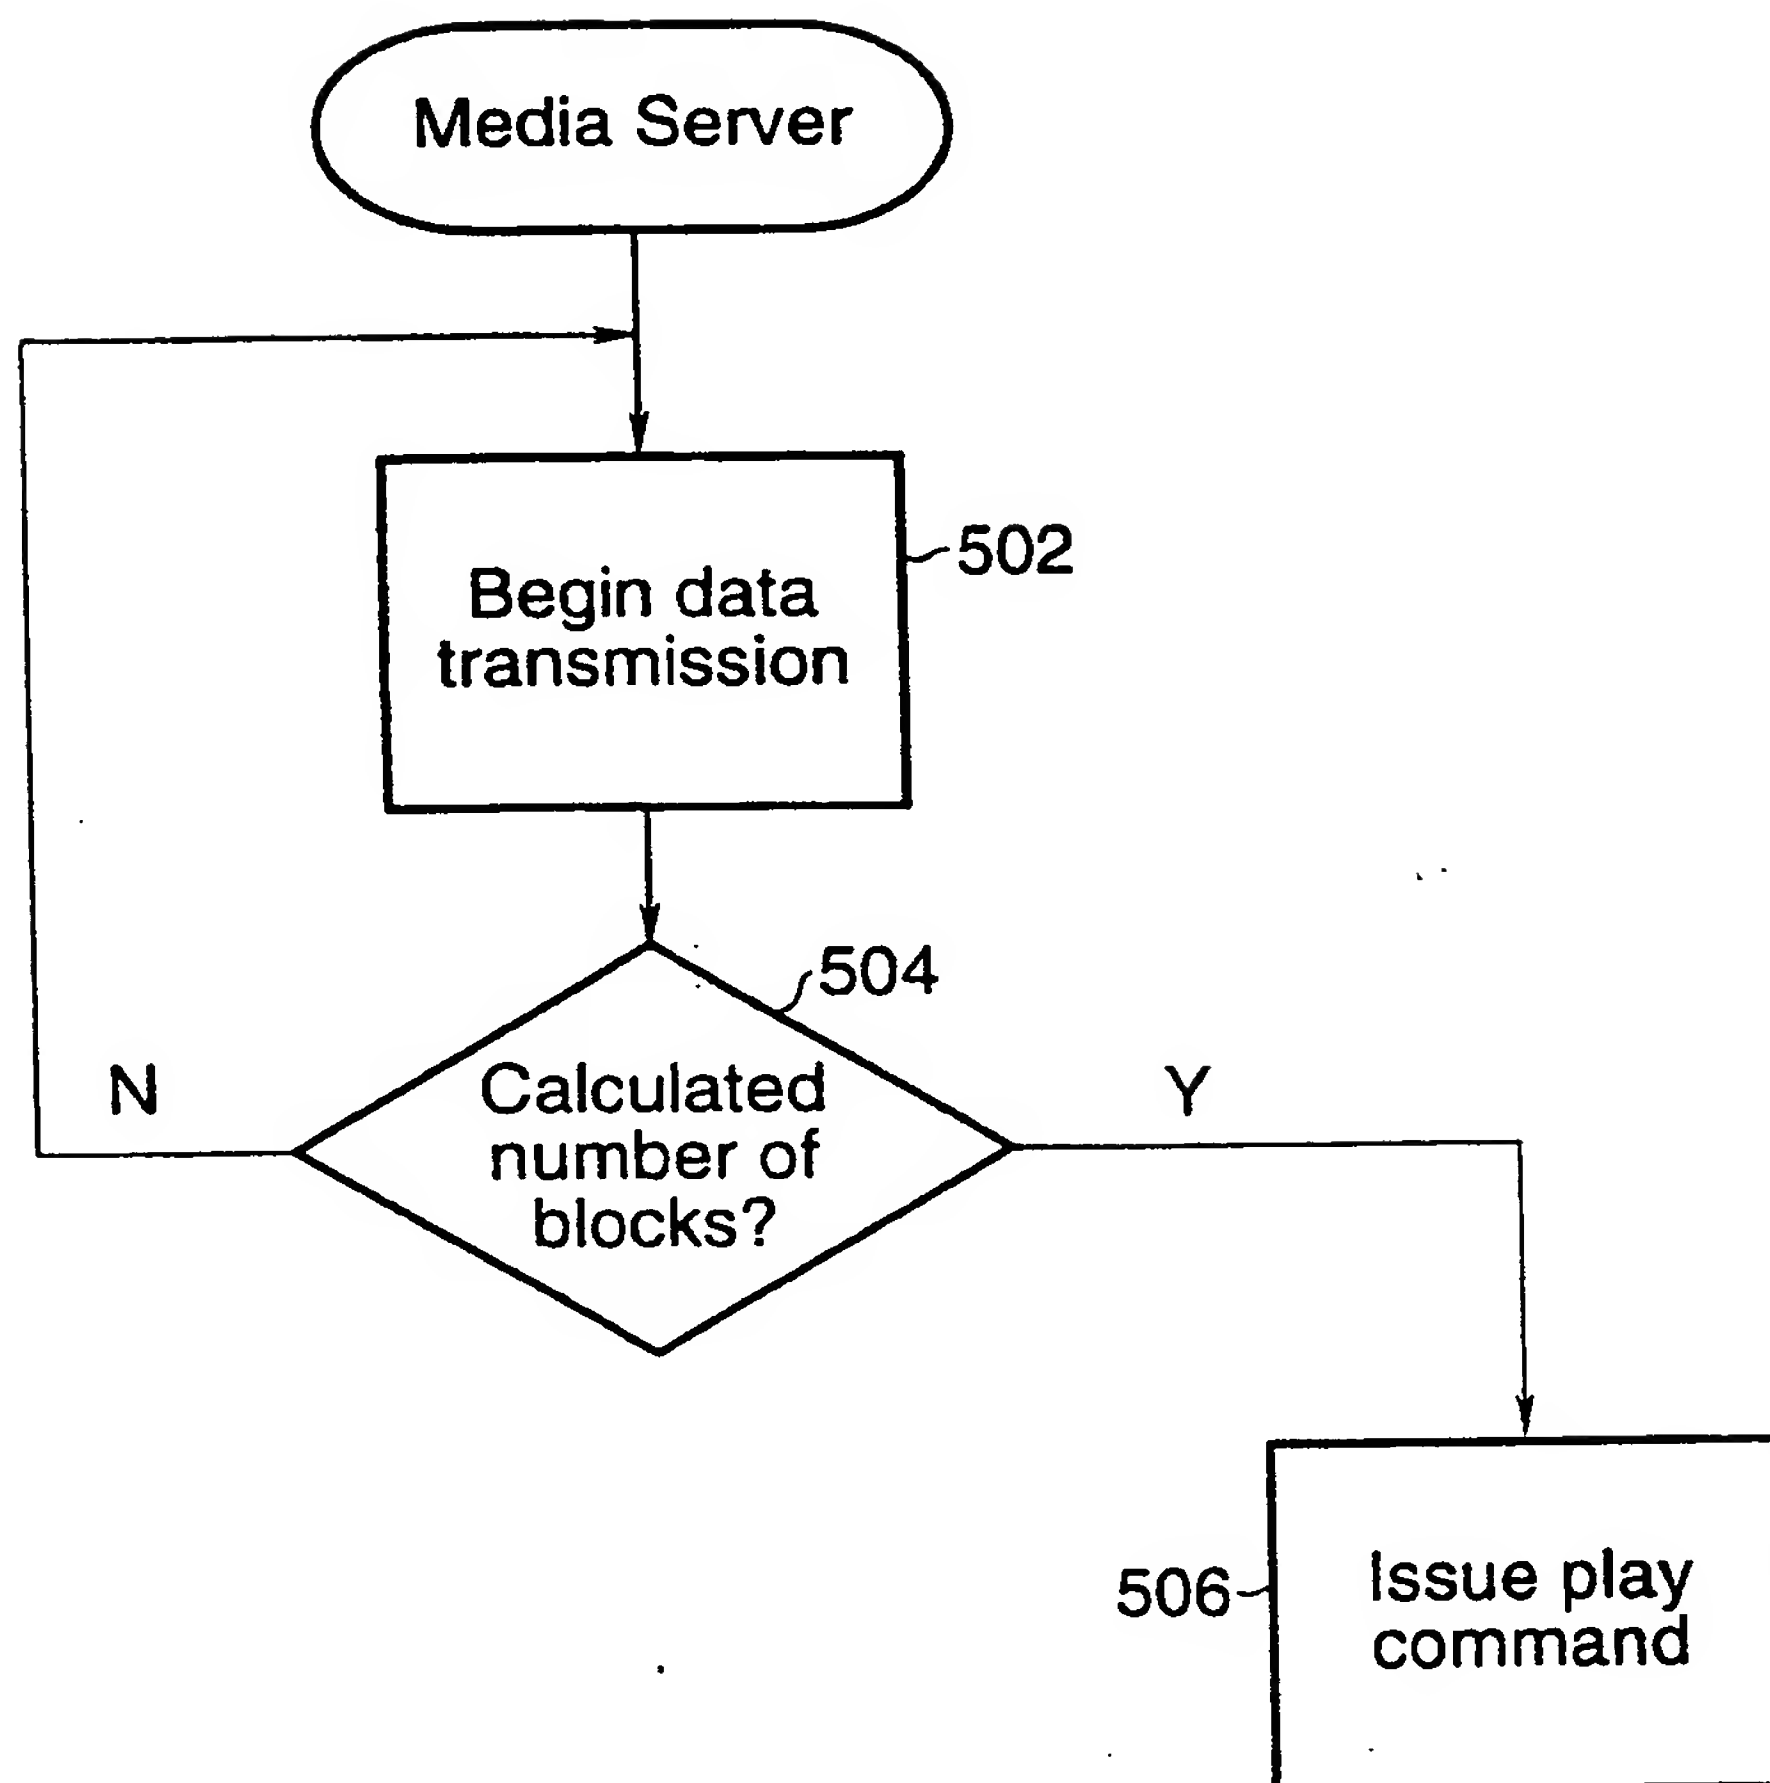 Media Server
502
Begin data
transmission
504
Calculated
number of
blocks?
N
Y
506
Issue play
command